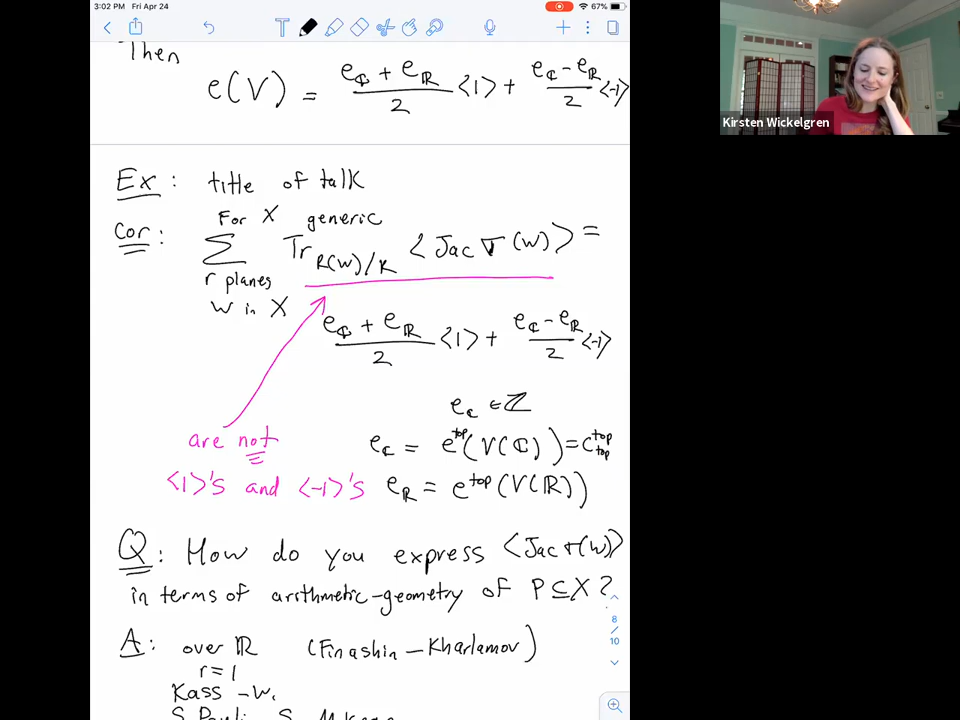 3:02 PM Fri Apr 24
67%
Then
e(V) = (e_ℂ + e_ℝ)/2 <1> + (e_ℂ - e_ℝ)/2 <-1>
Kirsten Wickelgren
Ex: title of talk
Cor: For X generic
∑ Tr_{k(w)/k} <Jac σ(w)> =
r planes
W in X
(e_ℂ + e_ℝ)/2 <1> + (e_ℂ - e_ℝ)/2 <-1>
e_ℂ ∈ ℤ
are not
<1>'s and <-1>'s
e_ℂ = e^top(V(ℂ)) = c^top_top
e_ℝ = e^top(V(ℝ))
Q: How do you express <Jac σ(w)>
in terms of arithmetic-geometry of P ⊆ X?
8
/
10
A: over ℝ (Finashin - Kharlamov)
r = 1
Kass - W.
S. Pauli, S.